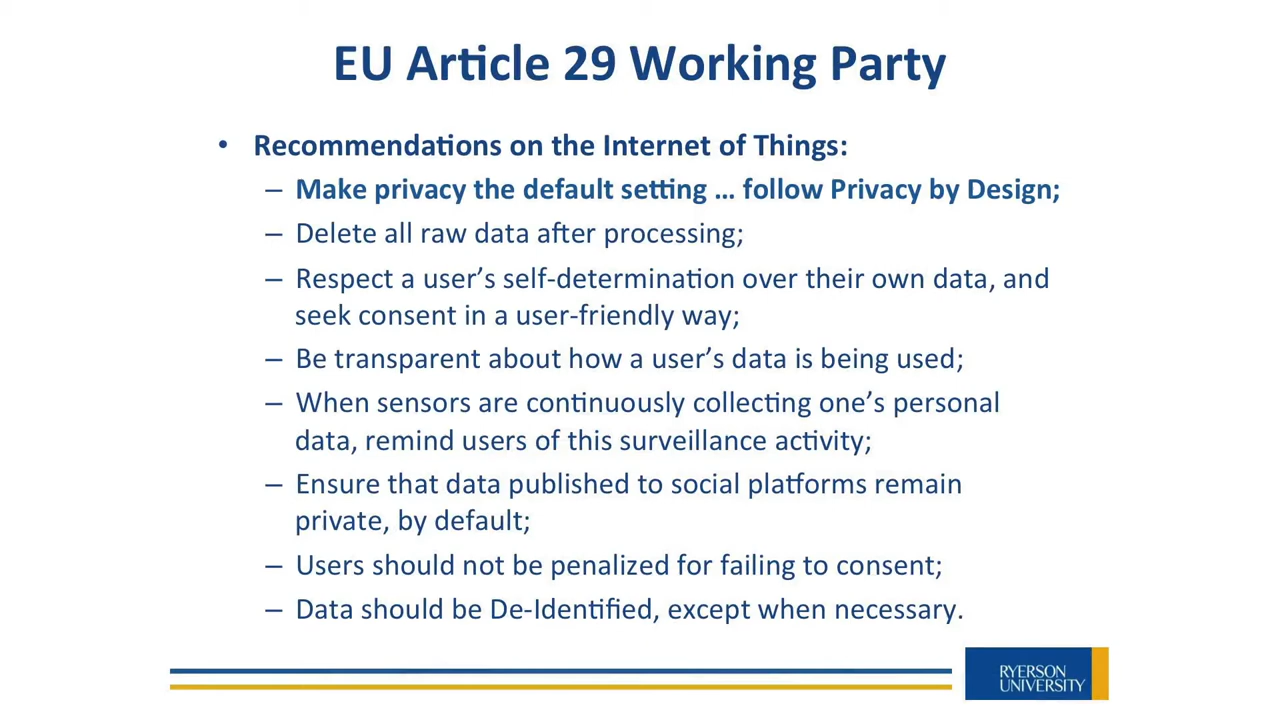 EU Article 29 Working Party
• Recommendations on the Internet of Things:
– Make privacy the default setting … follow Privacy by Design;
– Delete all raw data after processing;
– Respect a user’s self-determination over their own data, and
seek consent in a user-friendly way;
– Be transparent about how a user’s data is being used;
– When sensors are continuously collecting one’s personal
data, remind users of this surveillance activity;
– Ensure that data published to social platforms remain
private, by default;
– Users should not be penalized for failing to consent;
– Data should be De-Identified, except when necessary.
RYERSON
UNIVERSITY